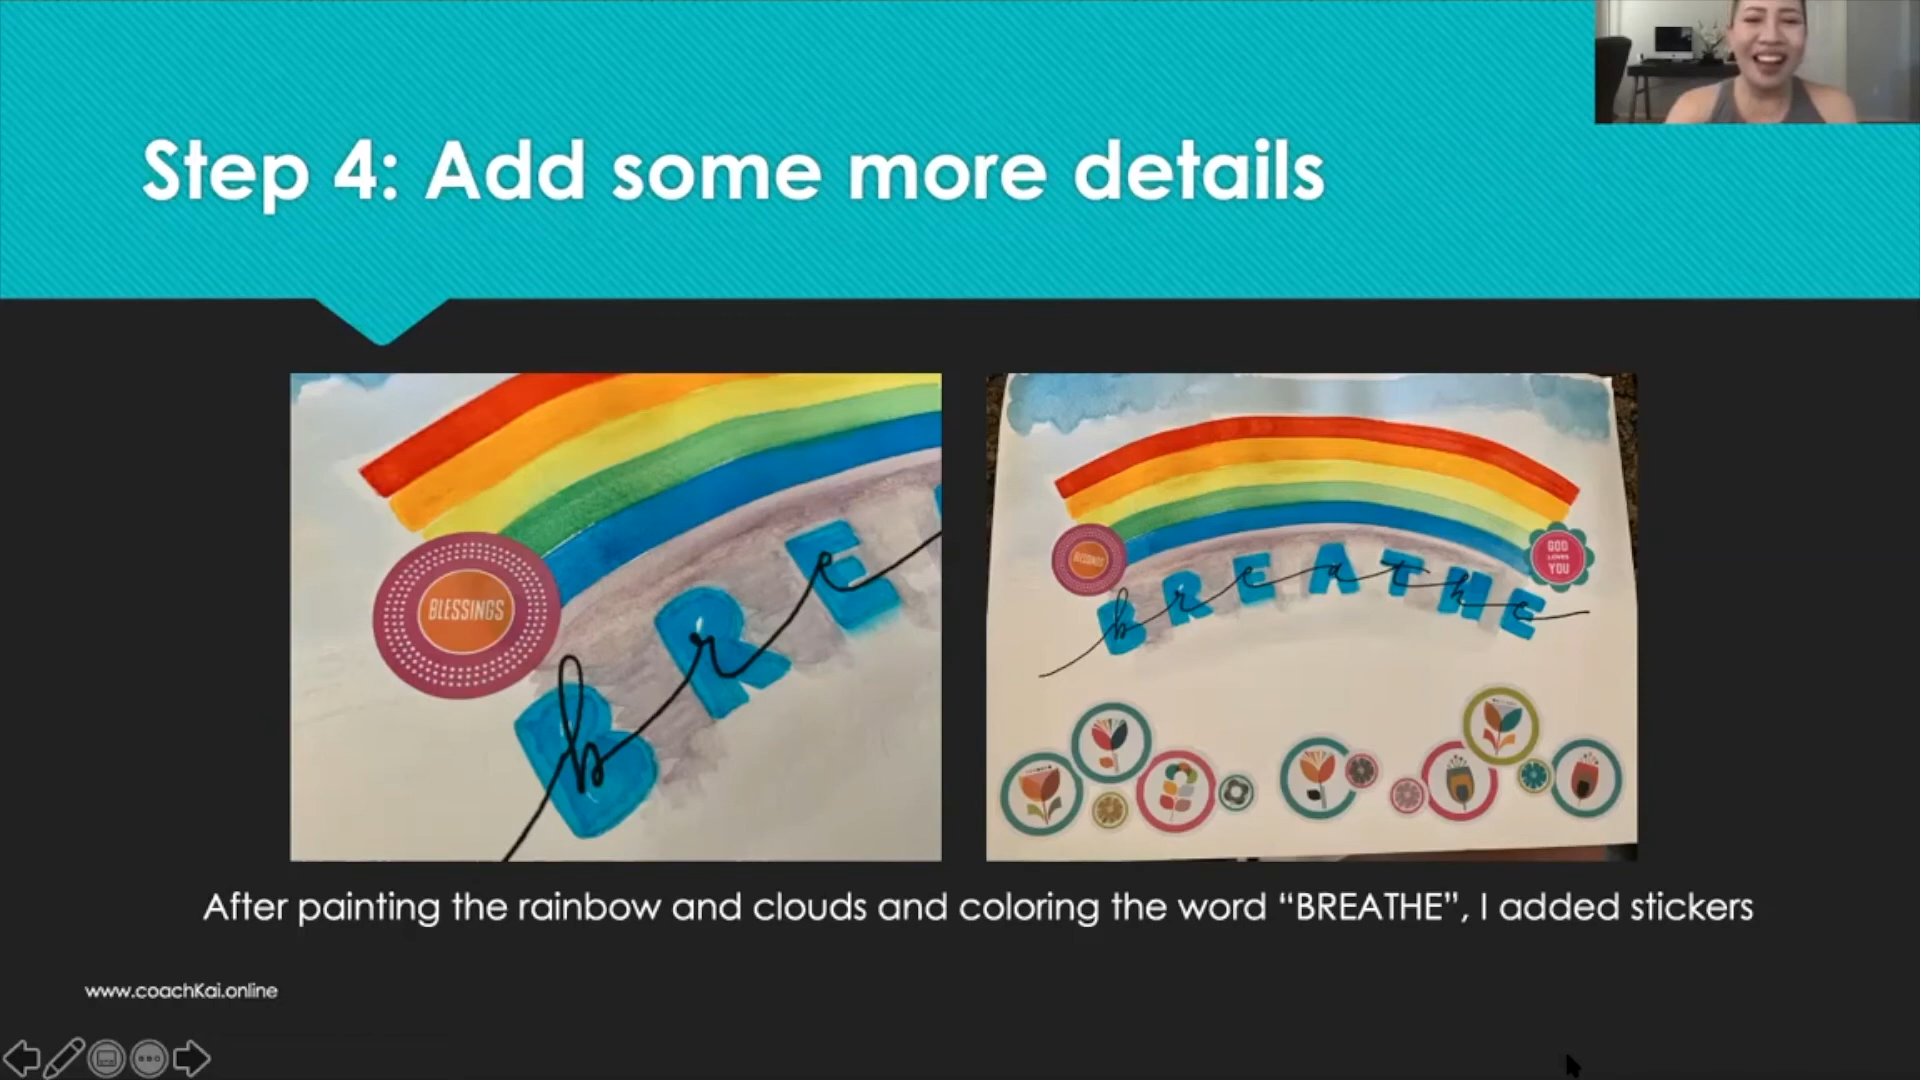 Step 4: Add some more details
BLESSINGS
BREATHE
breathe
BLESSINGS
GOD
LOVES
YOU
BRE
bre
After painting the rainbow and clouds and coloring the word “BREATHE”, I added stickers
www.coachKai.online